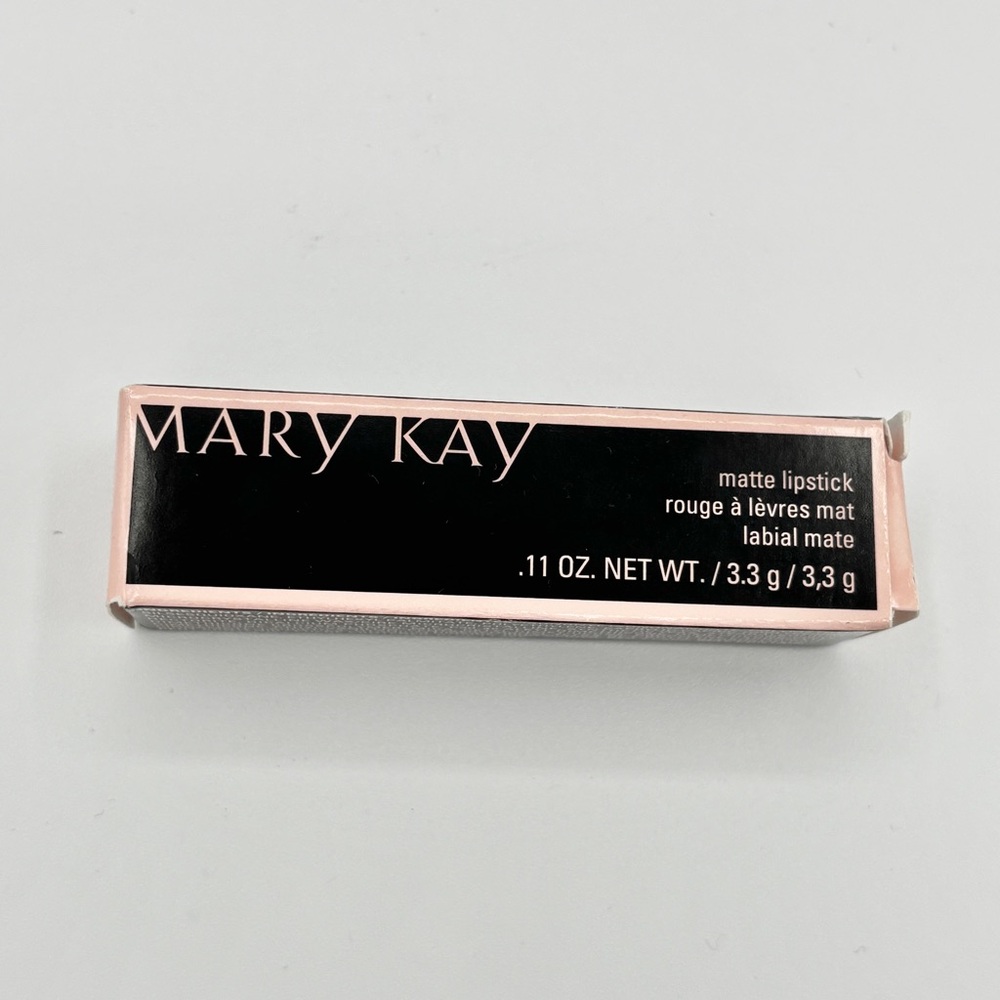 MARY KAY
matte lipstick
rouge à lèvres mat
labial mate
.11 OZ. NET WT. / 3.3 g / 3,3 g